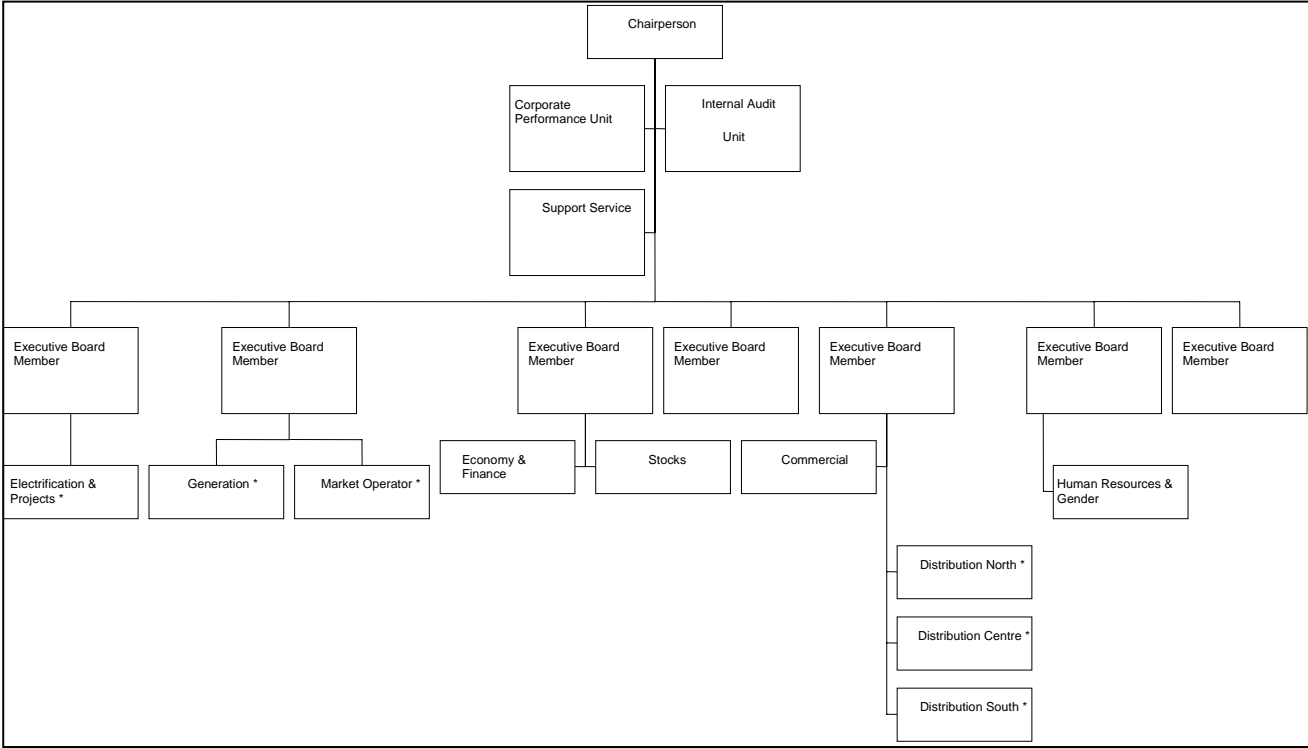 Chairperson
Corporate
Performance Unit
Internal Audit
Unit
Support Service
Executive Board
Member
Executive Board
Member
Executive Board
Member
Executive Board
Member
Executive Board
Member
Executive Board
Member
Executive Board
Member
Electrification &
Projects *
Generation *
Market Operator *
Economy &
Finance
Stocks
Commercial
Human Resources &
Gender
Distribution North *
Distribution Centre *
Distribution South *